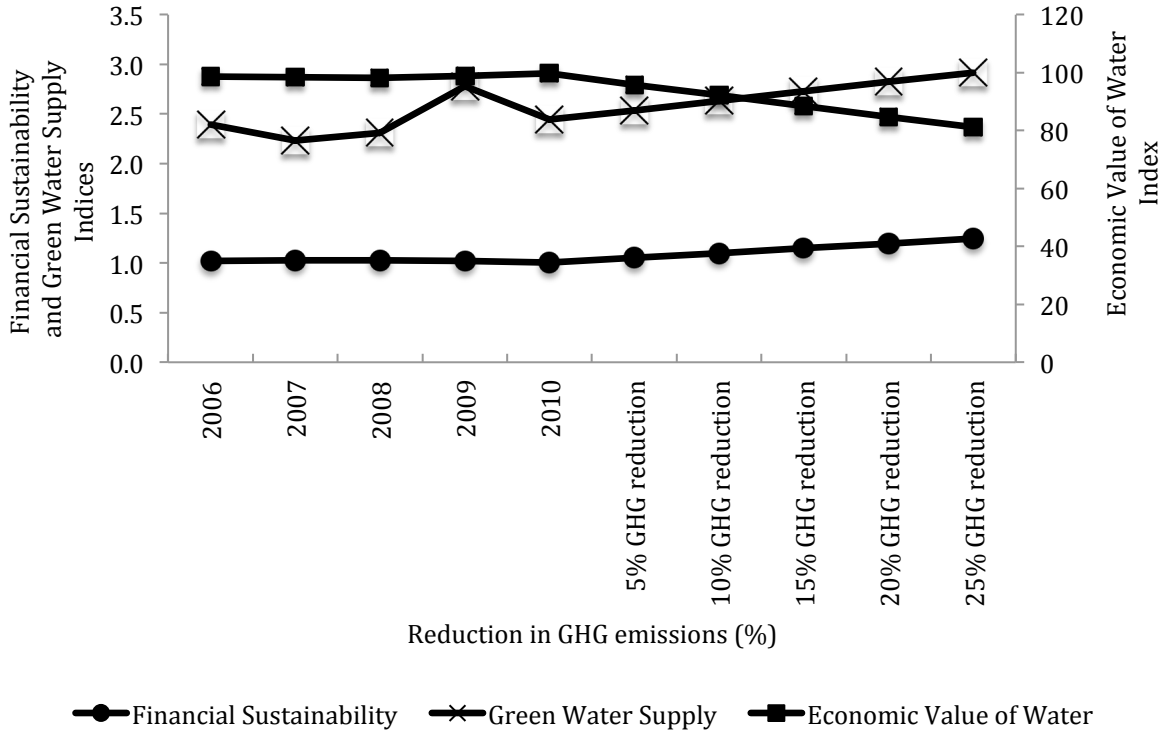 Financial Sustainability
and Green Water Supply
Indices
3.5
3.0
2.5
2.0
1.5
1.0
0.5
0.0
120
100
80
60
40
20
0
Economic Value of Water
Index
2006
2007
2008
2009
2010
5% GHG reduction
10% GHG reduction
15% GHG reduction
20% GHG reduction
25% GHG reduction
Reduction in GHG emissions (%)
Financial Sustainability
Green Water Supply
Economic Value of Water